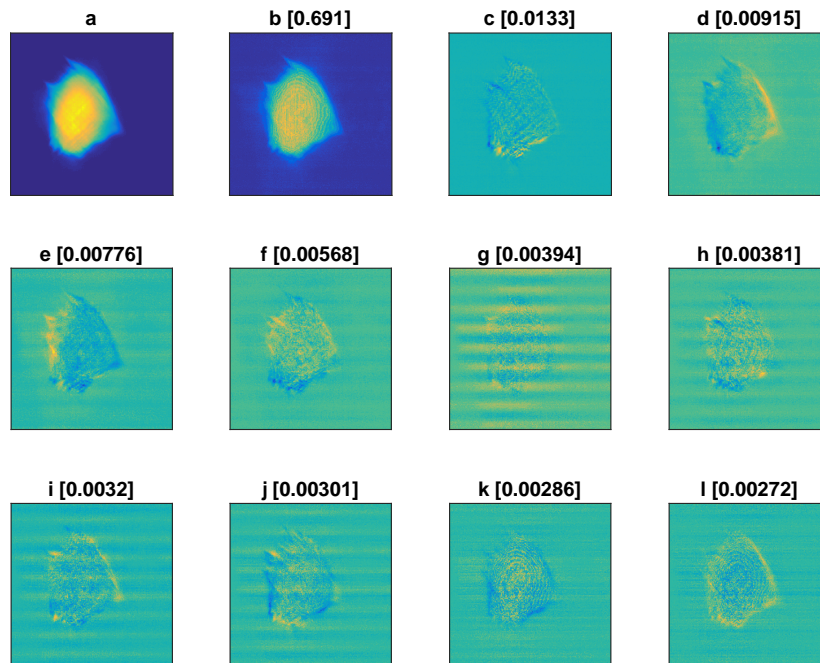 a
b [0.691]
c [0.0133]
d [0.00915]
e [0.00776]
f [0.00568]
g [0.00394]
h [0.00381]
i [0.0032]
j [0.00301]
k [0.00286]
l [0.00272]